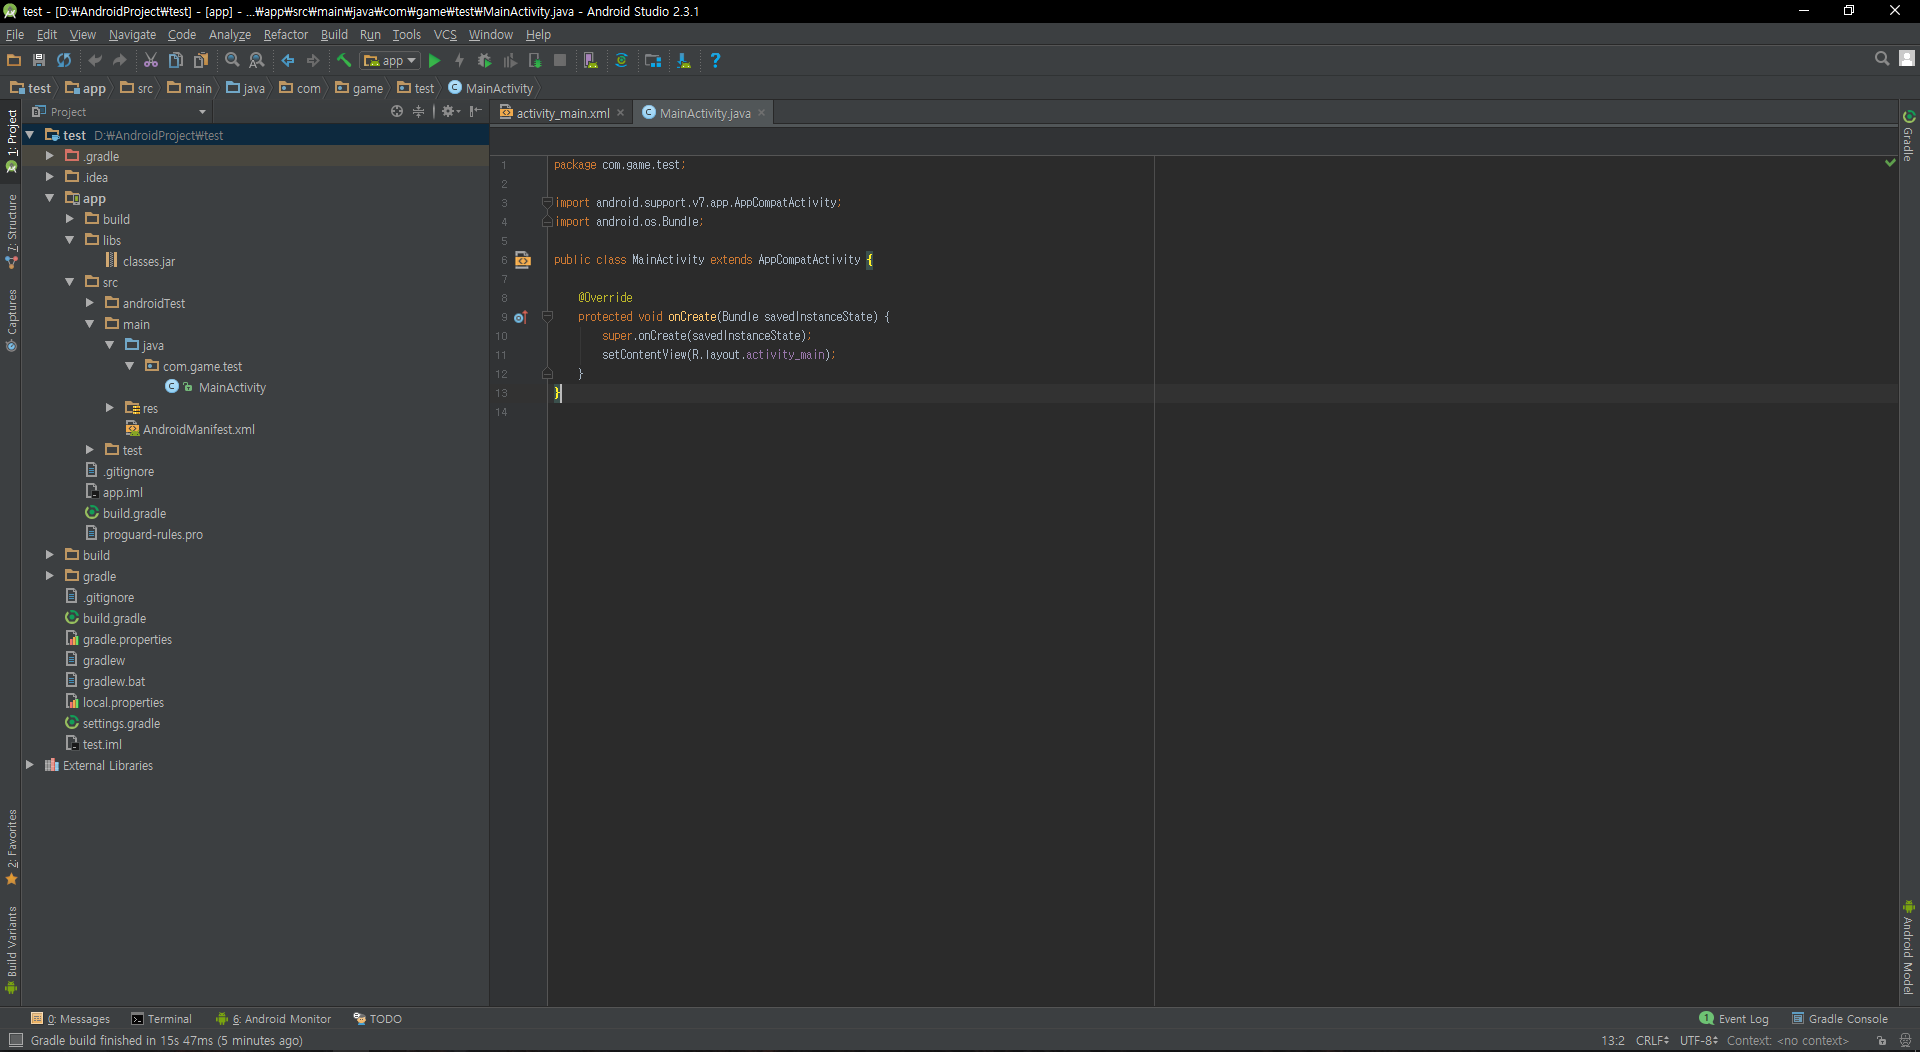 test - [D:\AndroidProject\test] - [app] - ...\app\src\main\java\com\game\test\MainActivity.java - Android Studio 2.3.1
File Edit View Navigate Code Analyze Refactor Build Run Tools VCS Window Help
app
test app src main java com game test MainActivity
Project
activity_main.xml
MainActivity.java
1: Project
7: Structure
Captures
2: Favorites
Build Variants
test D:\AndroidProject\test
.gradle
.idea
app
build
libs
classes.jar
src
androidTest
main
java
com.game.test
MainActivity
res
AndroidManifest.xml
test
.gitignore
app.iml
build.gradle
proguard-rules.pro
build
gradle
.gitignore
build.gradle
gradle.properties
gradlew
gradlew.bat
local.properties
settings.gradle
test.iml
External Libraries
1 package com.game.test;
2
3 import android.support.v7.app.AppCompatActivity;
4 import android.os.Bundle;
5
6 public class MainActivity extends AppCompatActivity {
7
8 @Override
9 protected void onCreate(Bundle savedInstanceState) {
10 super.onCreate(savedInstanceState);
11 setContentView(R.layout.activity_main);
12 }
13 }
14
Gradle
Android Model
0: Messages Terminal 6: Android Monitor TODO
1 Event Log Gradle Console
Gradle build finished in 15s 47ms (5 minutes ago)
13:2 CRLF UTF-8 Context: <no context>